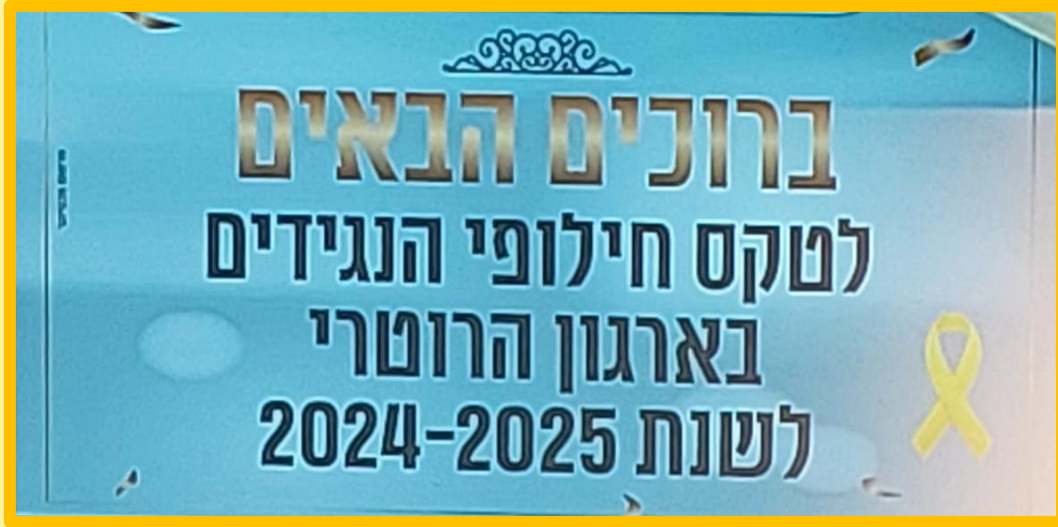 ברוכים הבאים
לטקס חילופי הנגידים
בארגון הרוטרי
לשנת 2024-2025